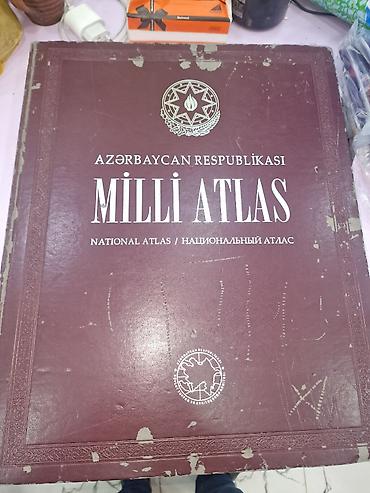 AZƏRBAYCAN RESPUBLİKASI
MİLLİ ATLAS
NATIONAL ATLAS / НАЦИОНАЛЬНЫЙ АТЛАС